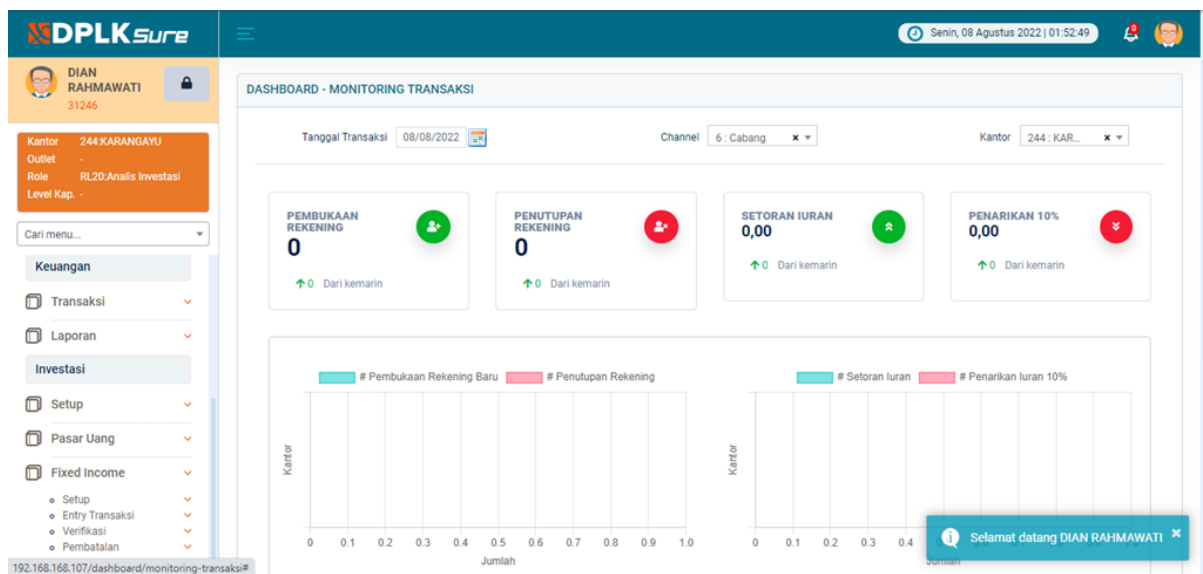 DPLKSure
Senin, 08 Agustus 2022 | 01:52:49
DIAN
RAHMAWATI
31246
Kantor 244:KARANGAYU
Outlet -
Role RL20:Analis Investasi
Level Kap. -
Cari menu...
Keuangan
Transaksi
Laporan
Investasi
Setup
Pasar Uang
Fixed Income
Setup
Entry Transaksi
Verifikasi
Pembatalan
192.168.168.107/dashboard/monitoring-transaksi#
DASHBOARD - MONITORING TRANSAKSI
Tanggal Transaksi 08/08/2022
Channel 6 : Cabang
Kantor 244 : KAR...
PEMBUKAAN
REKENING
0
0 Dari kemarin
PENUTUPAN
REKENING
0
0 Dari kemarin
SETORAN IURAN
0,00
0 Dari kemarin
PENARIKAN 10%
0,00
0 Dari kemarin
# Pembukaan Rekening Baru # Penutupan Rekening
Kantor
0 0.1 0.2 0.3 0.4 0.5 0.6 0.7 0.8 0.9 1.0
Jumlah
# Setoran Iuran # Penarikan Iuran 10%
Kantor
0 0.1 0.2 0.3 0.4
Jumlah
Selamat datang DIAN RAHMAWATI